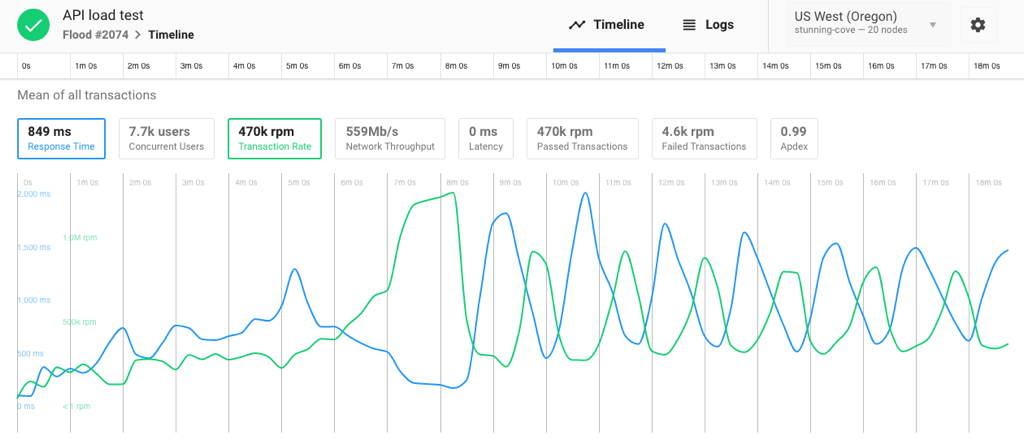 API load test
Flood #2074 > Timeline
Timeline
Logs
US West (Oregon)
stunning-cove — 20 nodes
0s 1m 0s 2m 0s 3m 0s 4m 0s 5m 0s 6m 0s 7m 0s 8m 0s 9m 0s 10m 0s 11m 0s 12m 0s 13m 0s 14m 0s 15m 0s 16m 0s 17m 0s 18m 0s
Mean of all transactions
849 ms
Response Time
7.7k users
Concurrent Users
470k rpm
Transaction Rate
559Mb/s
Network Throughput
0 ms
Latency
470k rpm
Passed Transactions
4.6k rpm
Failed Transactions
0.99
Apdex
0s 1m 0s 2m 0s 3m 0s 4m 0s 5m 0s 6m 0s 7m 0s 8m 0s 9m 0s 10m 0s 11m 0s 12m 0s 13m 0s 14m 0s 15m 0s 16m 0s 17m 0s 18m 0s
2,000 ms
1.0M rpm
1,500 ms
1,000 ms
500k rpm
500 ms
0 ms
<1 rpm